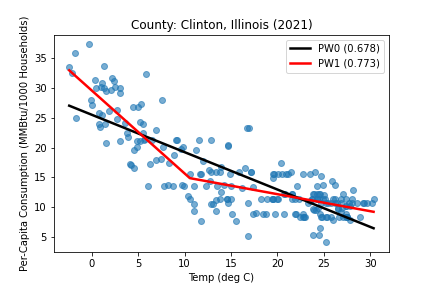 County: Clinton, Illinois (2021)
PW0 (0.678)
PW1 (0.773)
Per-Capita Consumption (MMBtu/1000 Households)
35
30
25
20
15
10
5
0 5 10 15 20 25 30
Temp (deg C)